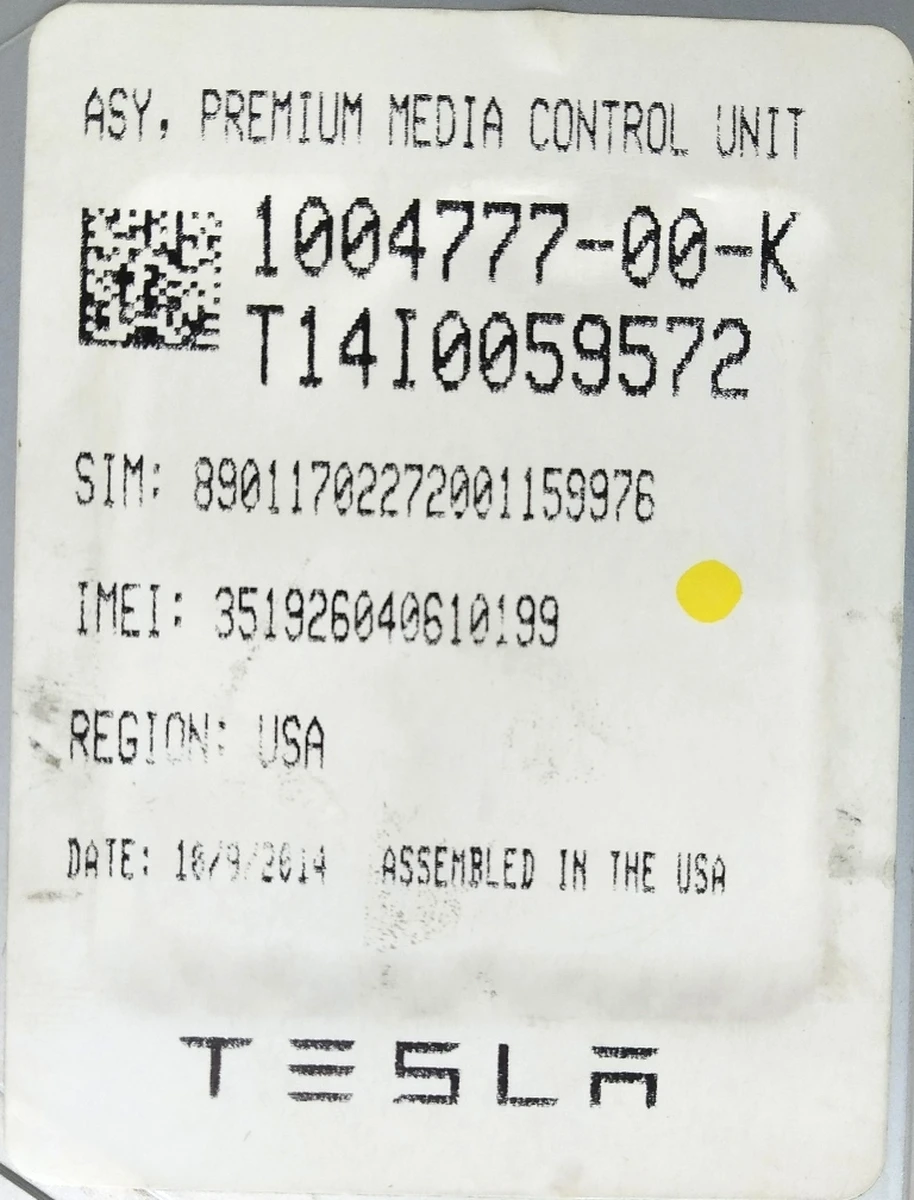 ASY, PREMIUM MEDIA CONTROL UNIT
1004777-00-K
T14I0059572
SIM: 89011702272001159976
IMEI: 351926040610199
REGION: USA
DATE: 10/9/2014 ASSEMBLED IN THE USA
TESLA